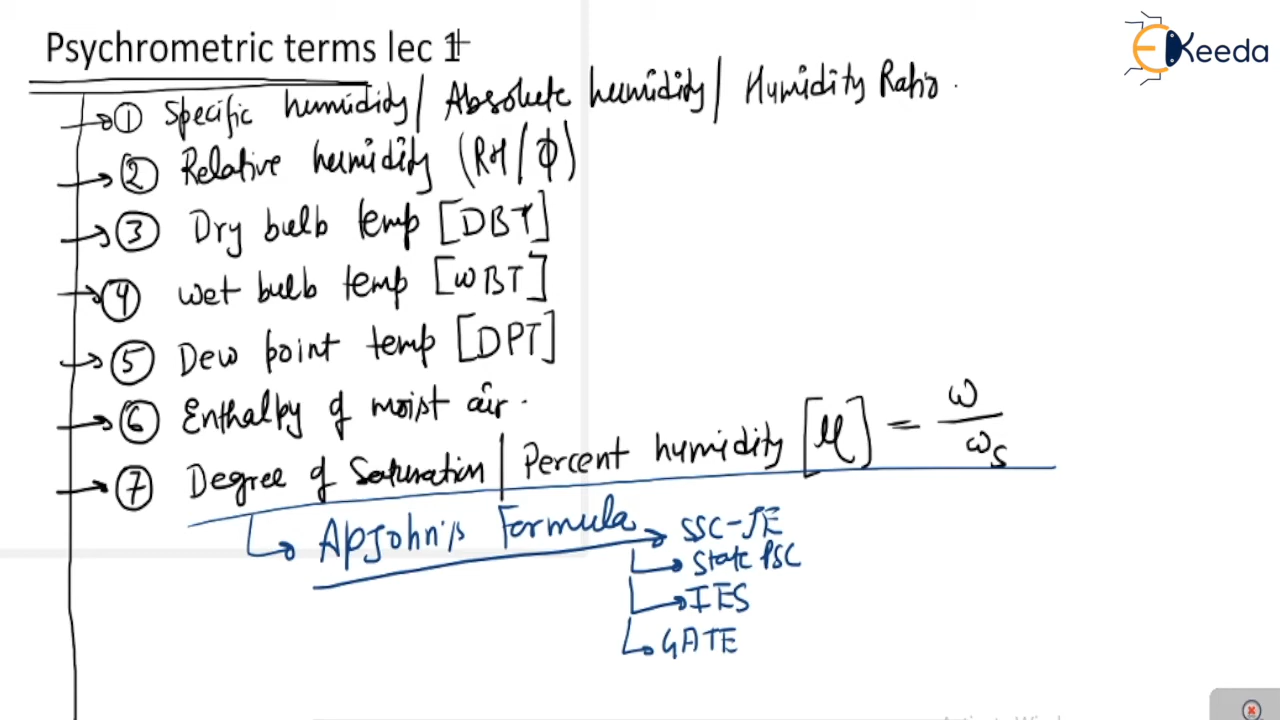 Psychrometric terms lec 1
EKeeda
① Specific humidity/ Absolute humidity/ Humidity Ratio.
② Relative humidity (RH/ϕ)
③ Dry bulb temp [DBT]
④ Wet bulb temp [WBT]
⑤ Dew point temp [DPT]
⑥ Enthalpy of moist air.
⑦ Degree of Saturation | Percent humidity [μ] = ω/ωs
Apjohn's Formula → SSC-JE
State PSC
IES
GATE